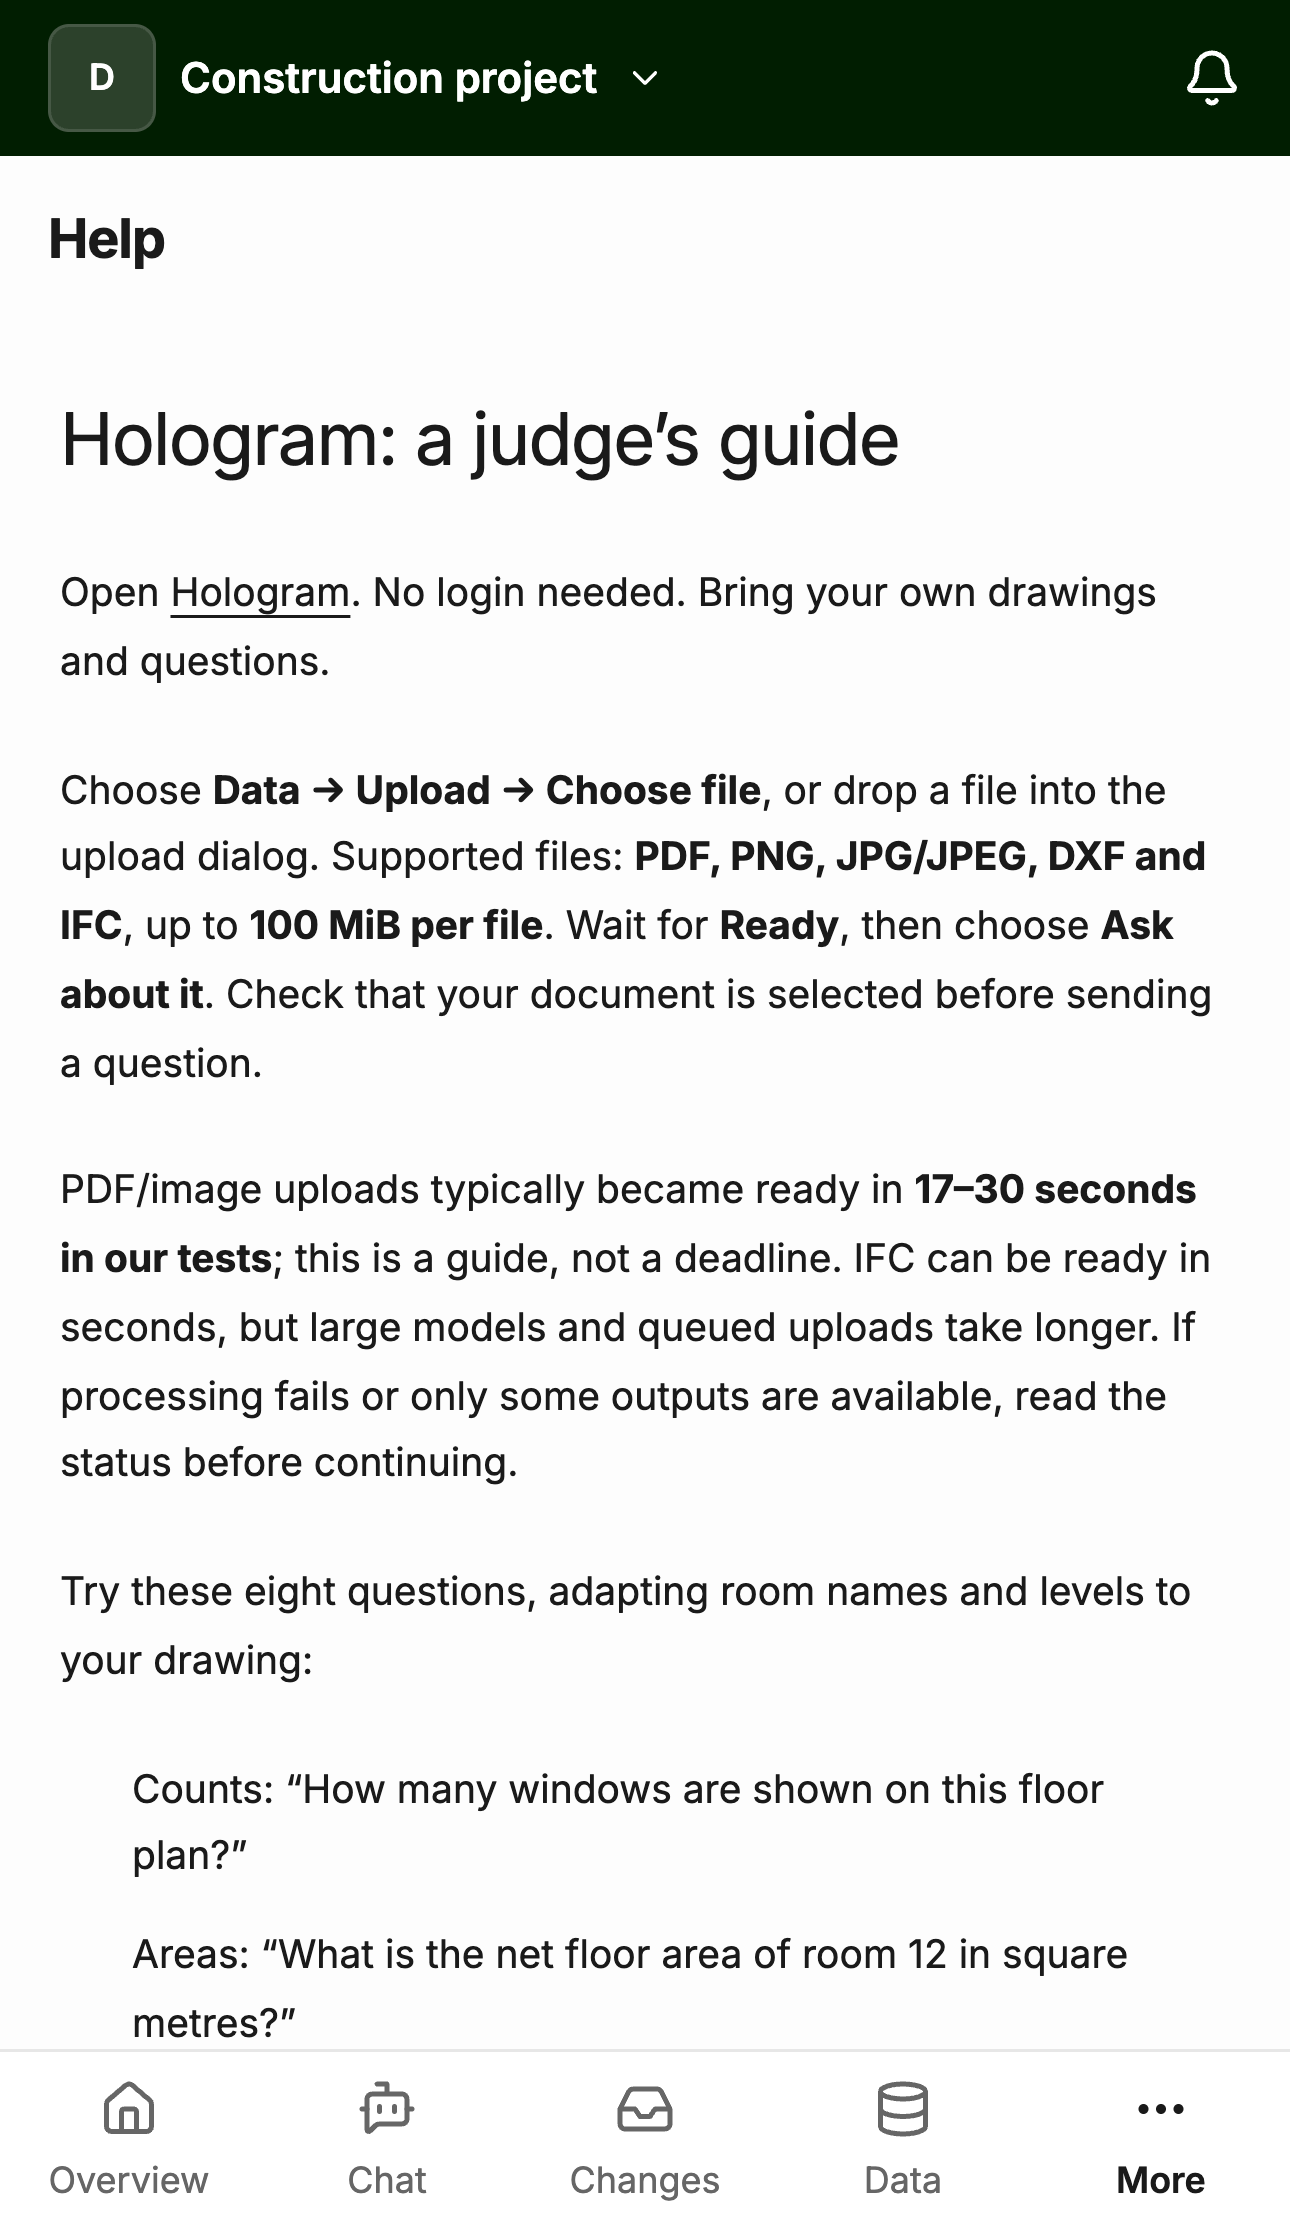 D
Construction project
Help
Hologram: a judge’s guide
Open Hologram. No login needed. Bring your own drawings
and questions.
Choose Data → Upload → Choose file, or drop a file into the
upload dialog. Supported files: PDF, PNG, JPG/JPEG, DXF and
IFC, up to 100 MiB per file. Wait for Ready, then choose Ask
about it. Check that your document is selected before sending
a question.
PDF/image uploads typically became ready in 17–30 seconds
in our tests; this is a guide, not a deadline. IFC can be ready in
seconds, but large models and queued uploads take longer. If
processing fails or only some outputs are available, read the
status before continuing.
Try these eight questions, adapting room names and levels to
your drawing:
Counts: “How many windows are shown on this floor
plan?”
Areas: “What is the net floor area of room 12 in square
metres?”
Overview
Chat
Changes
Data
More